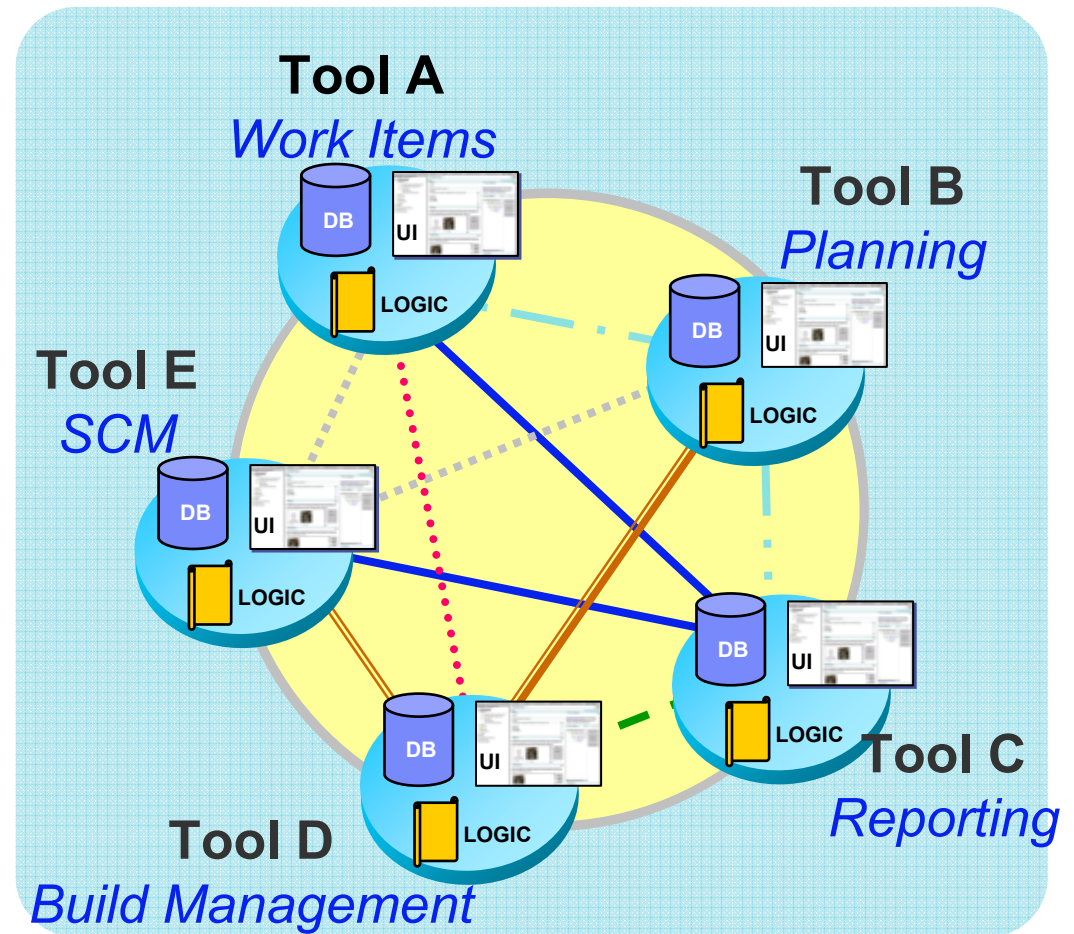 Tool A
Work Items
DB
UI
LOGIC
Tool B
Planning
DB
UI
LOGIC
Tool E
SCM
DB
UI
LOGIC
DB
UI
LOGIC
Tool C
Reporting
DB
UI
LOGIC
Tool D
Build Management